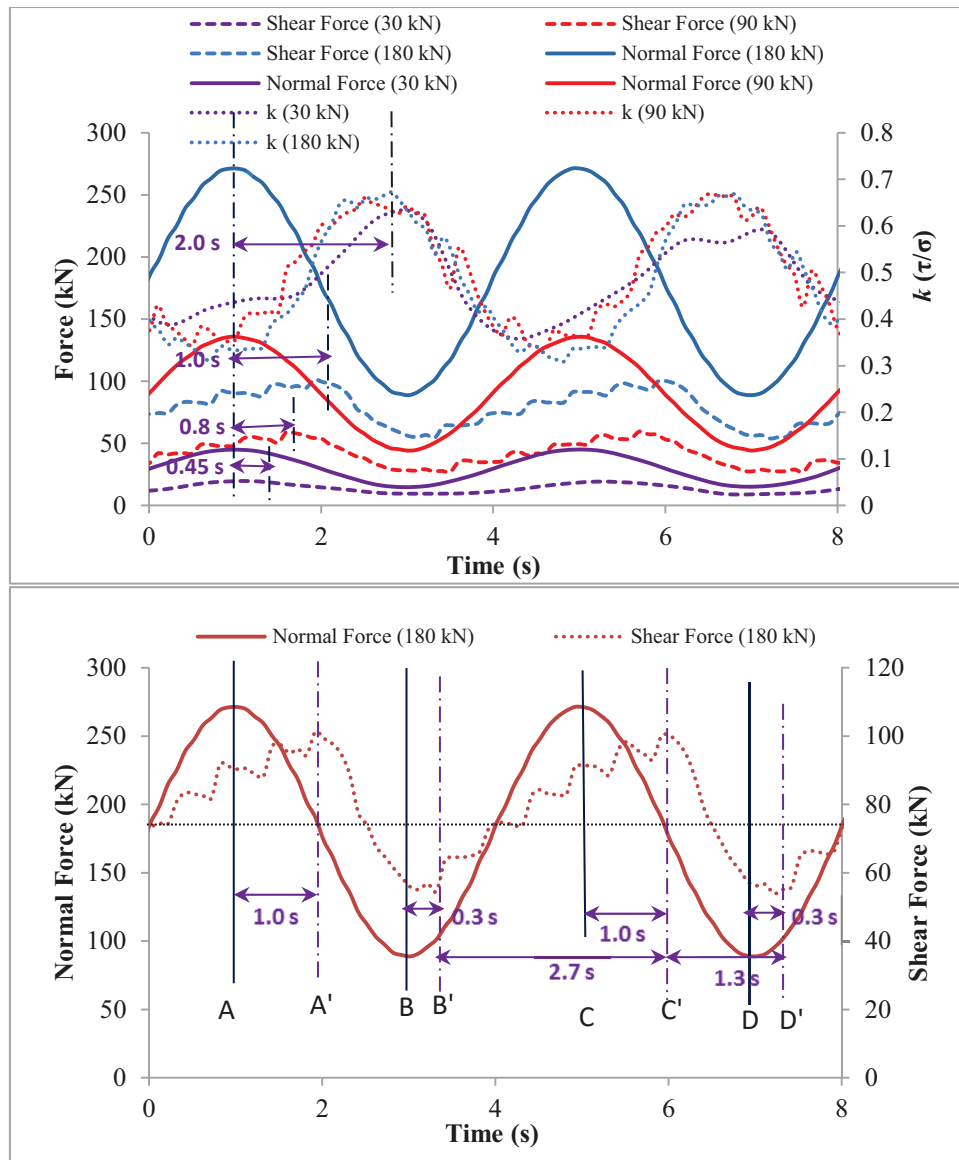 Shear Force (30 kN) Shear Force (90 kN)
Shear Force (180 kN) Normal Force (180 kN)
Normal Force (30 kN) Normal Force (90 kN)
k (30 kN) k (90 kN)
k (180 kN)
300 0.8
250 0.7
200 0.6
150 0.5
100 0.4
50 0.3
0 0.2
0.1
0
Force (kN)
k (τ/σ)
2.0 s
1.0 s
0.8 s
0.45 s
0 2 4 6 8
Time (s)
Normal Force (180 kN) Shear Force (180 kN)
300 120
250 100
200 80
150 60
100 40
50 20
0 0
Normal Force (kN)
Shear Force (kN)
1.0 s 0.3 s 1.0 s 0.3 s
2.7 s 1.3 s
A A' B B' C C' D D'
0 2 4 6 8
Time (s)